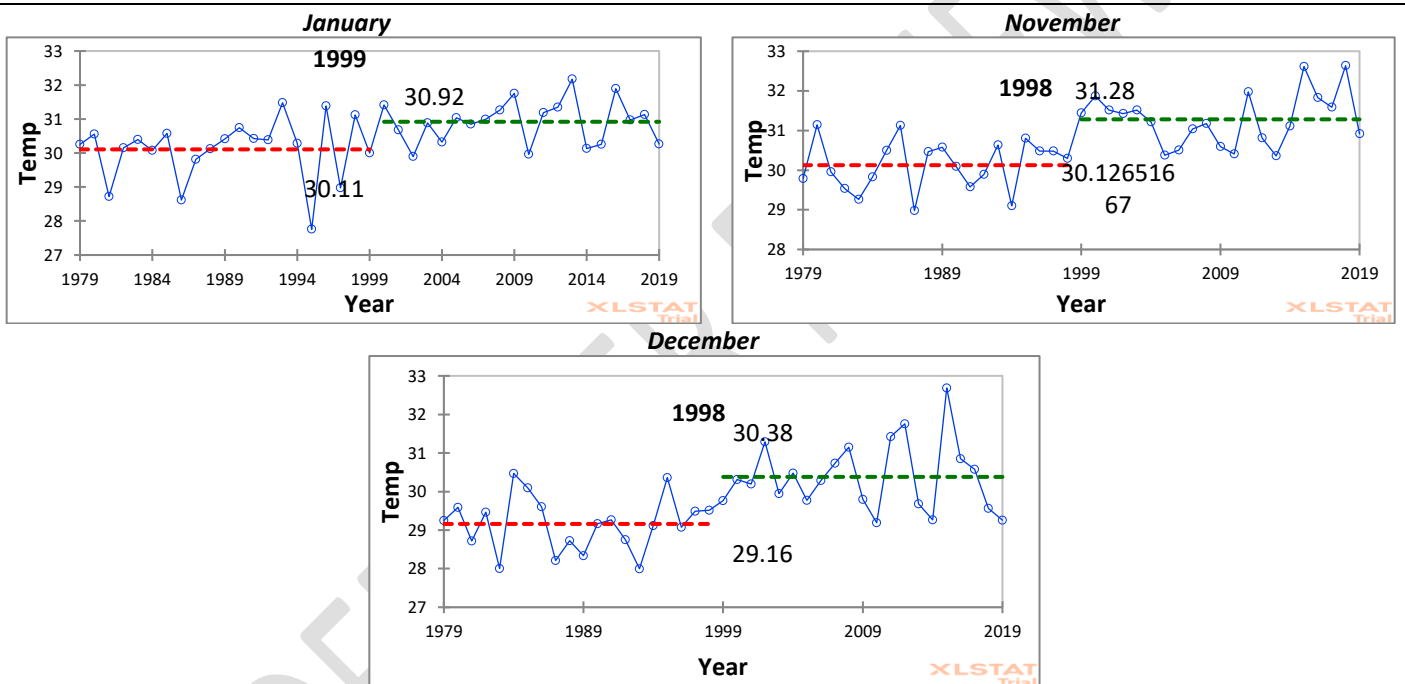 January
33
32
31
30
29
28
27
Temp
1999
30.92
30.11
1979 1984 1989 1994 1999 2004 2009 2014 2019
Year
XLSTAT
Trial
November
33
32
31
30
29
28
Temp
1998
31.28
30.126516
67
1979 1989 1999 2009 2019
Year
XLSTAT
Trial
December
33
32
31
30
29
28
27
Temp
1998
30.38
29.16
1979 1989 1999 2009 2019
Year
XLSTAT
Trial